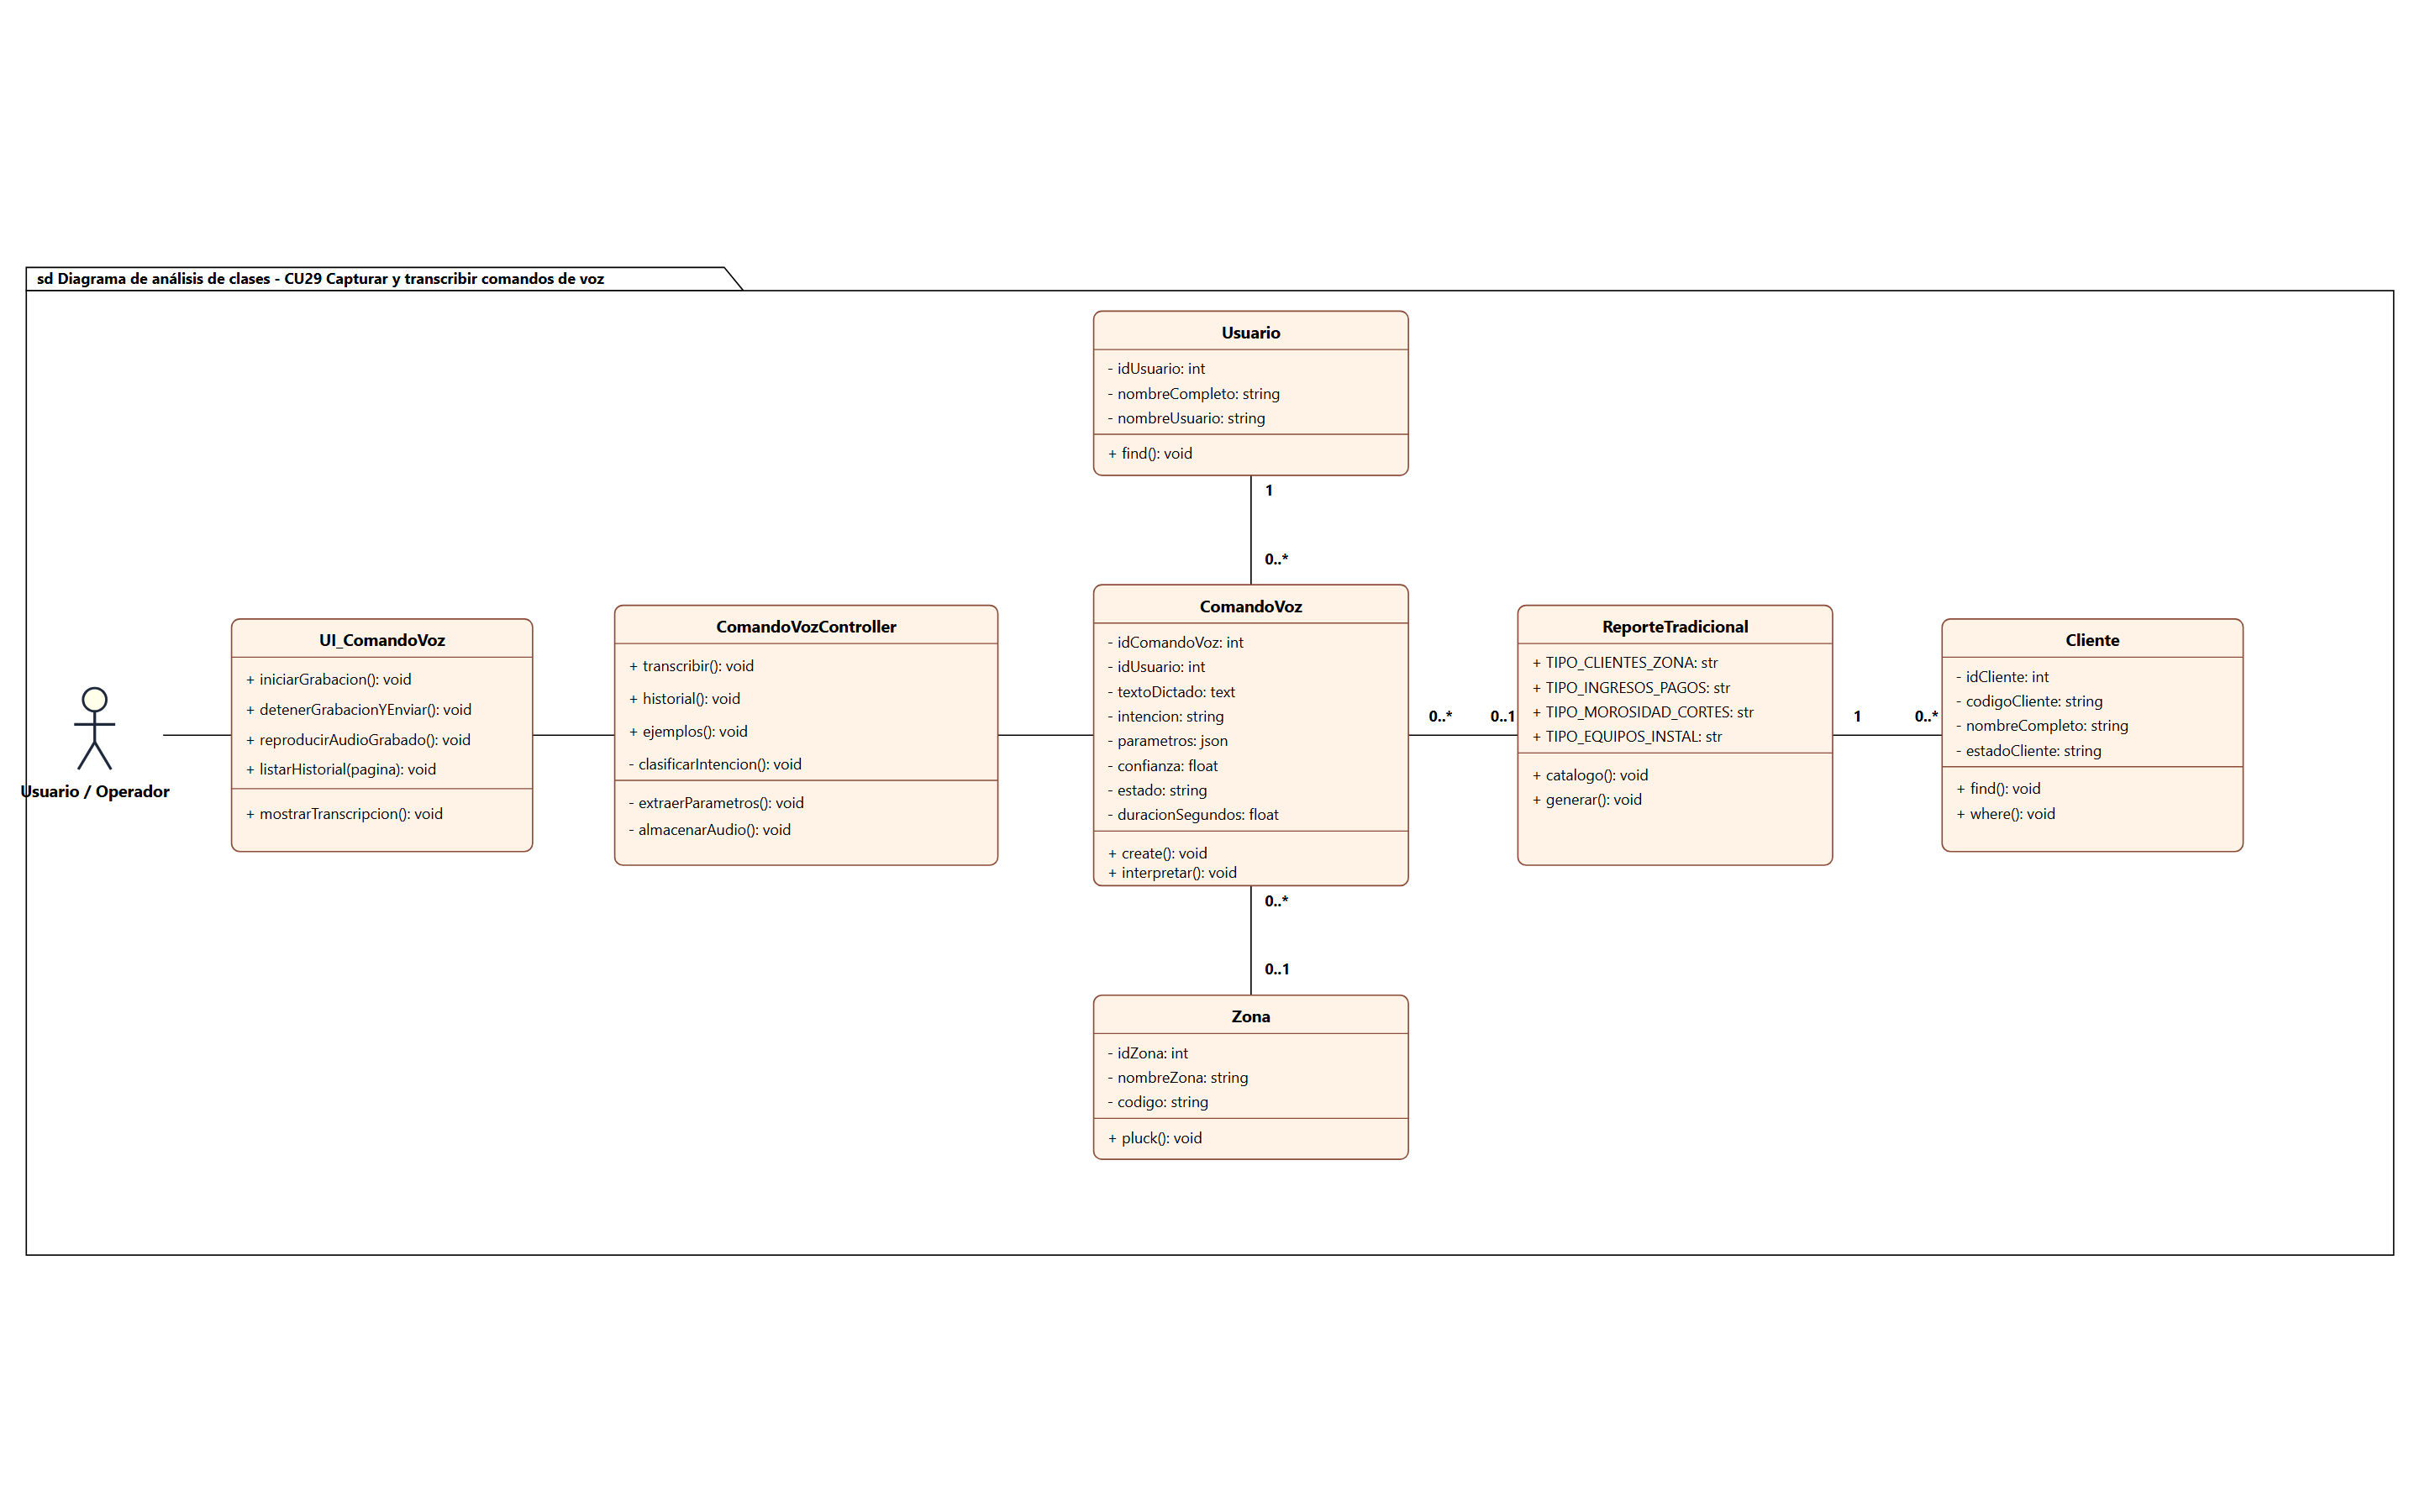 sd Diagrama de análisis de clases - CU29 Capturar y transcribir comandos de voz
Usuario
- idUsuario: int
- nombreCompleto: string
- nombreUsuario: string
+ find(): void
1
0..*
Usuario / Operador
UI_ComandoVoz
+ iniciarGrabacion(): void
+ detenerGrabacionYEnviar(): void
+ reproducirAudioGrabado(): void
+ listarHistorial(pagina): void
+ mostrarTranscripcion(): void
ComandoVozController
+ transcribir(): void
+ historial(): void
+ ejemplos(): void
- clasificarIntencion(): void
- extraerParametros(): void
- almacenarAudio(): void
ComandoVoz
- idComandoVoz: int
- idUsuario: int
- textoDictado: text
- intencion: string
- parametros: json
- confianza: float
- estado: string
- duracionSegundos: float
+ create(): void
+ interpretar(): void
0..*
0..1
ReporteTradicional
+ TIPO_CLIENTES_ZONA: str
+ TIPO_INGRESOS_PAGOS: str
+ TIPO_MOROSIDAD_CORTES: str
+ TIPO_EQUIPOS_INSTAL: str
+ catalogo(): void
+ generar(): void
1
0..*
Cliente
- idCliente: int
- codigoCliente: string
- nombreCompleto: string
- estadoCliente: string
+ find(): void
+ where(): void
0..*
0..1
Zona
- idZona: int
- nombreZona: string
- codigo: string
+ pluck(): void